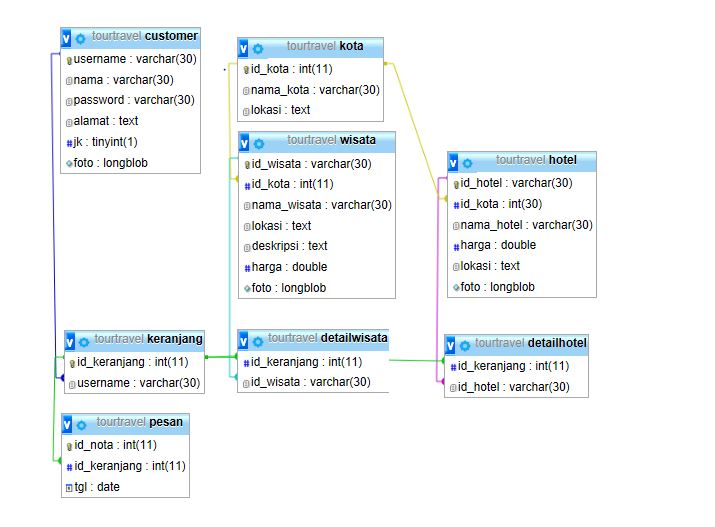 tourtravel customer
username : varchar(30)
nama : varchar(30)
password : varchar(30)
alamat : text
jk : tinyint(1)
foto : longblob
tourtravel kota
id_kota : int(11)
nama_kota : varchar(30)
lokasi : text
tourtravel wisata
id_wisata : varchar(30)
id_kota : int(11)
nama_wisata : varchar(30)
lokasi : text
deskripsi : text
harga : double
foto : longblob
tourtravel hotel
id_hotel : varchar(30)
id_kota : int(30)
nama_hotel : varchar(30)
harga : double
lokasi : text
foto : longblob
tourtravel keranjang
id_keranjang : int(11)
username : varchar(30)
tourtravel detailwisata
id_keranjang : int(11)
id_wisata : varchar(30)
tourtravel detailhotel
id_keranjang : int(11)
id_hotel : varchar(30)
tourtravel pesan
id_nota : int(11)
id_keranjang : int(11)
tgl : date